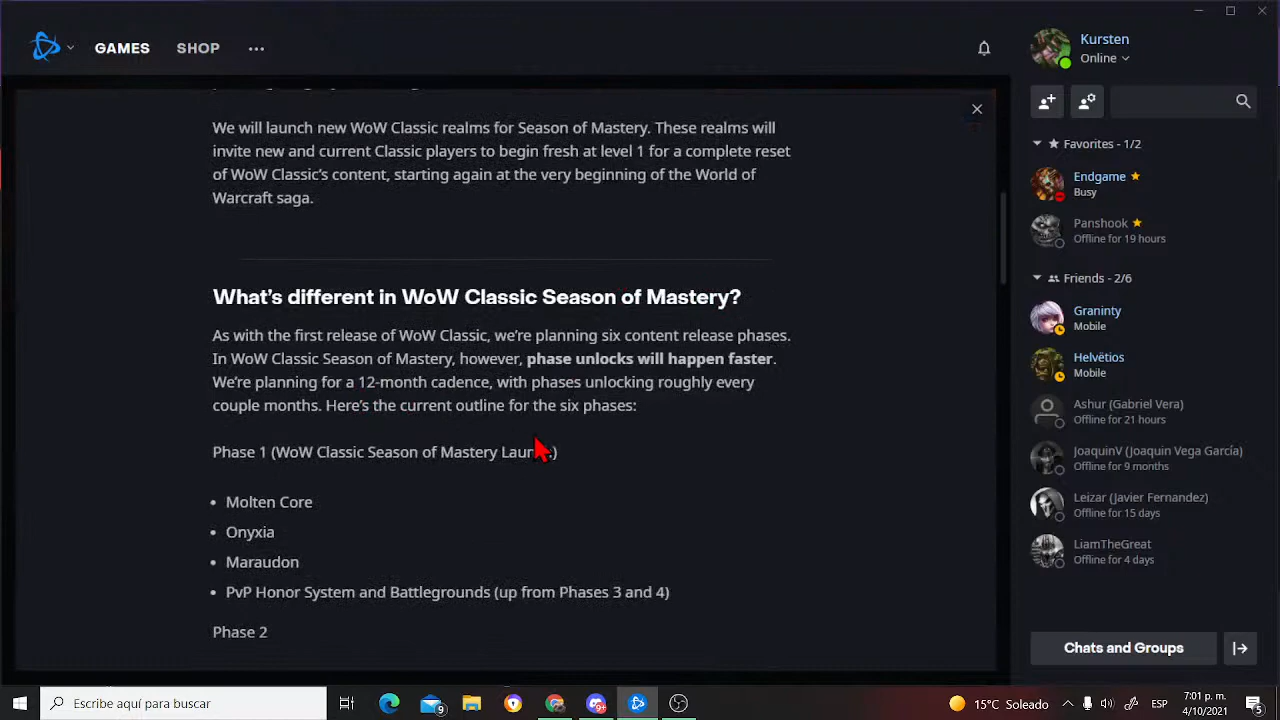 GAMES
SHOP
Kursten
Online
We will launch new WoW Classic realms for Season of Mastery. These realms will
invite new and current Classic players to begin fresh at level 1 for a complete reset
of WoW Classic's content, starting again at the very beginning of the World of
Warcraft saga.
What's different in WoW Classic Season of Mastery?
As with the first release of WoW Classic, we're planning six content release phases.
In WoW Classic Season of Mastery, however, phase unlocks will happen faster.
We're planning for a 12-month cadence, with phases unlocking roughly every
couple months. Here's the current outline for the six phases:
Phase 1 (WoW Classic Season of Mastery
• Molten Core
• Onyxia
• Maraudon
• PvP Honor System and Battlegrounds (up from Phases 3 and 4)
Phase 2
Favorites - 1/2
Endgame
Busy
Panshook
Offline for 19 hours
Friends - 2/6
Graninty
Mobile
Helvëtios
Mobile
Ashur (Gabriel Vera)
Offline for 21 hours
JoaquinV (Joaquin Vega García)
Offline for 9 months
Leizar (Javier Fernandez)
Offline for 15 days
LiamTheGreat
Offline for 4 days
Chats and Groups
Escribe aquí para buscar
9
9+
15°C Soleado
ESP
7:01 p. m.
4/10/2021
5